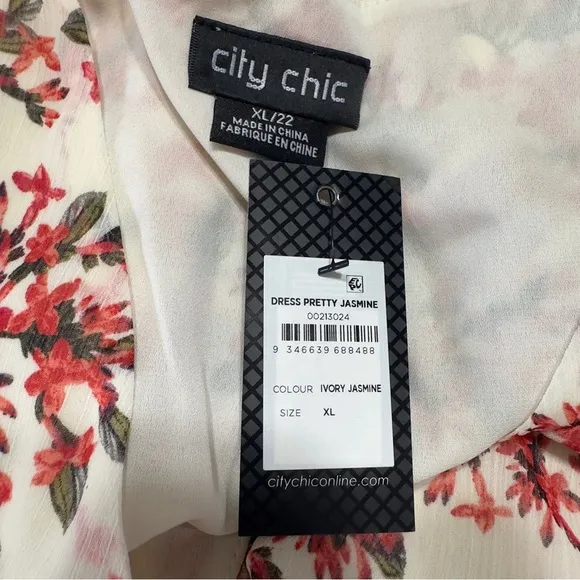 city chic
XL/22
MADE IN CHINA
FABRIQUE EN CHINE
DRESS PRETTY JASMINE
00213024
9 346639 688488
COLOUR IVORY JASMINE
SIZE XL
citychiconline.com